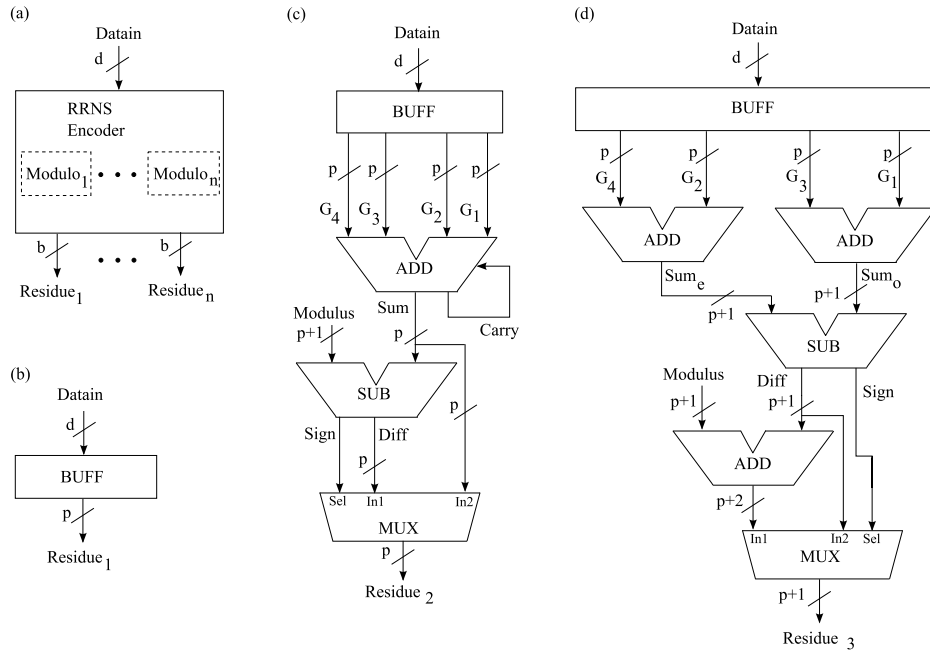 (a)
Datain
d
RRNS
Encoder
Modulo1 • • • Modulon
b • • • b
Residue1 Residuen
(b)
Datain
d
BUFF
p
Residue1
(c)
Datain
d
BUFF
p p p p
G4 G3 G2 G1
ADD
Sum
Carry
Modulus
p+1 p
SUB
Sign Diff
p p
Sel In1 In2
MUX
p
Residue 2
(d)
Datain
d
BUFF
p p p p
G4 G2 G3 G1
ADD ADD
Sume Sumo
p+1 p+1
SUB
Modulus Diff Sign
p+1 p+1
ADD
p+2
In1 In2 Sel
MUX
p+1
Residue 3